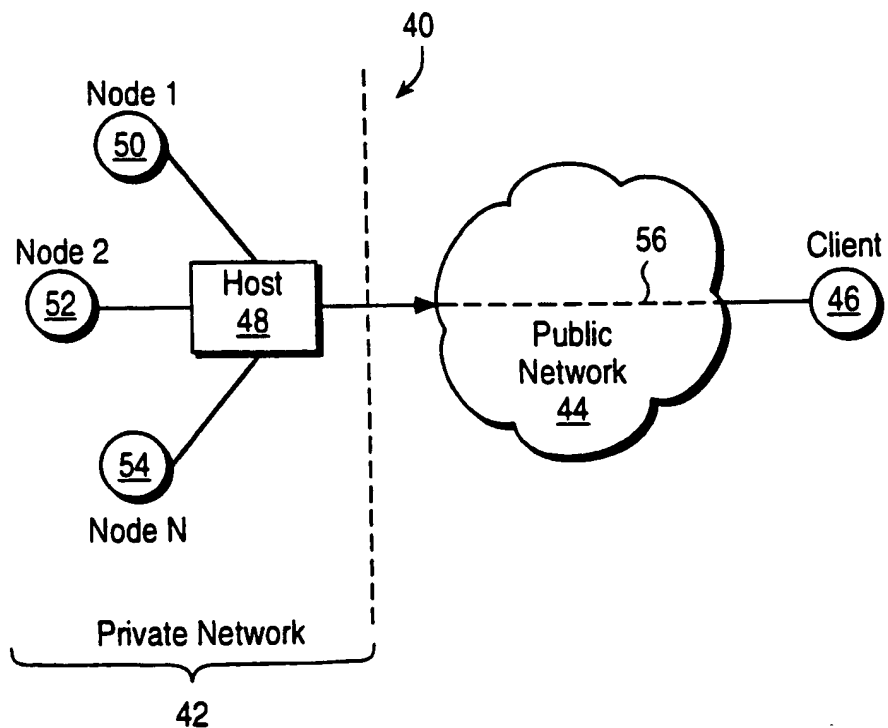 40
Node 1
50
Node 2
52
Host
48
56
Client
46
Public
Network
44
54
Node N
Private Network
42